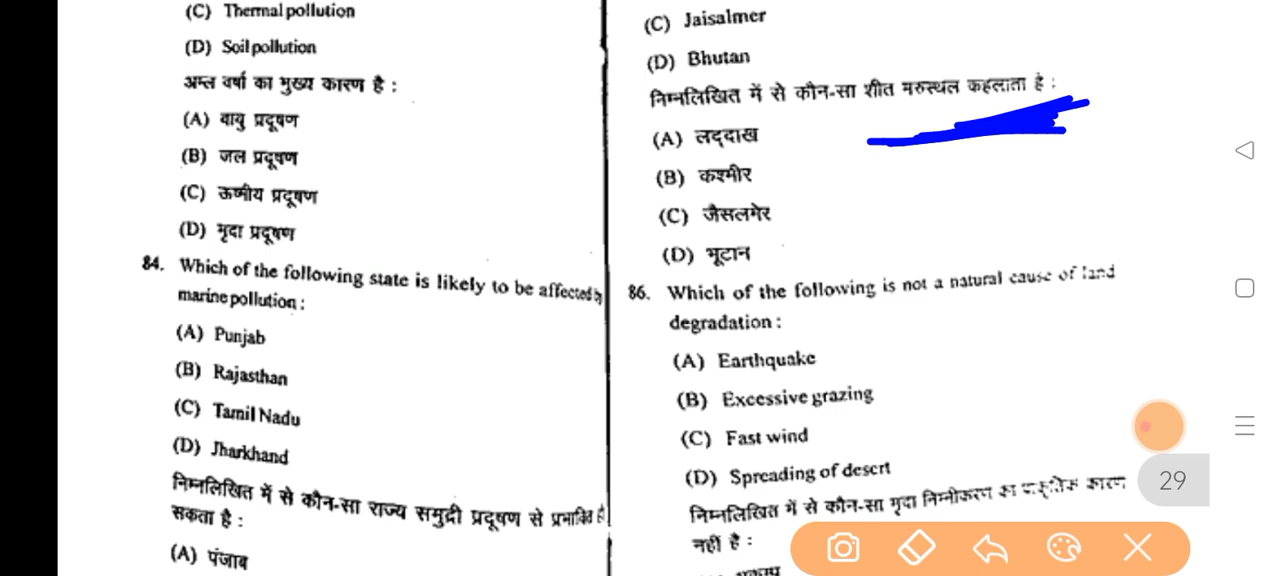 (C) Thermal pollution
(D) Soil pollution
अम्ल वर्षा का मुख्य कारण है :
(A) वायु प्रदूषण
(B) जल प्रदूषण
(C) ऊष्मीय प्रदूषण
(D) मृदा प्रदूषण
84. Which of the following state is likely to be affected by
marine pollution :
(A) Punjab
(B) Rajasthan
(C) Tamil Nadu
(D) Jharkhand
निम्नलिखित में से कौन-सा राज्य समुद्री प्रदूषण से प्रभावित हो
सकता है :
(A) पंजाब
(C) Jaisalmer
(D) Bhutan
निम्नलिखित में से कौन-सा शीत मरुस्थल कहलाता है :
(A) लद्दाख
(B) कश्मीर
(C) जैसलमेर
(D) भूटान
86. Which of the following is not a natural cause of land
degradation :
(A) Earthquake
(B) Excessive grazing
(C) Fast wind
(D) Spreading of desert
निम्नलिखित में से कौन-सा मृदा निम्नीकरण का प्राकृतिक कारण
नहीं है :
29